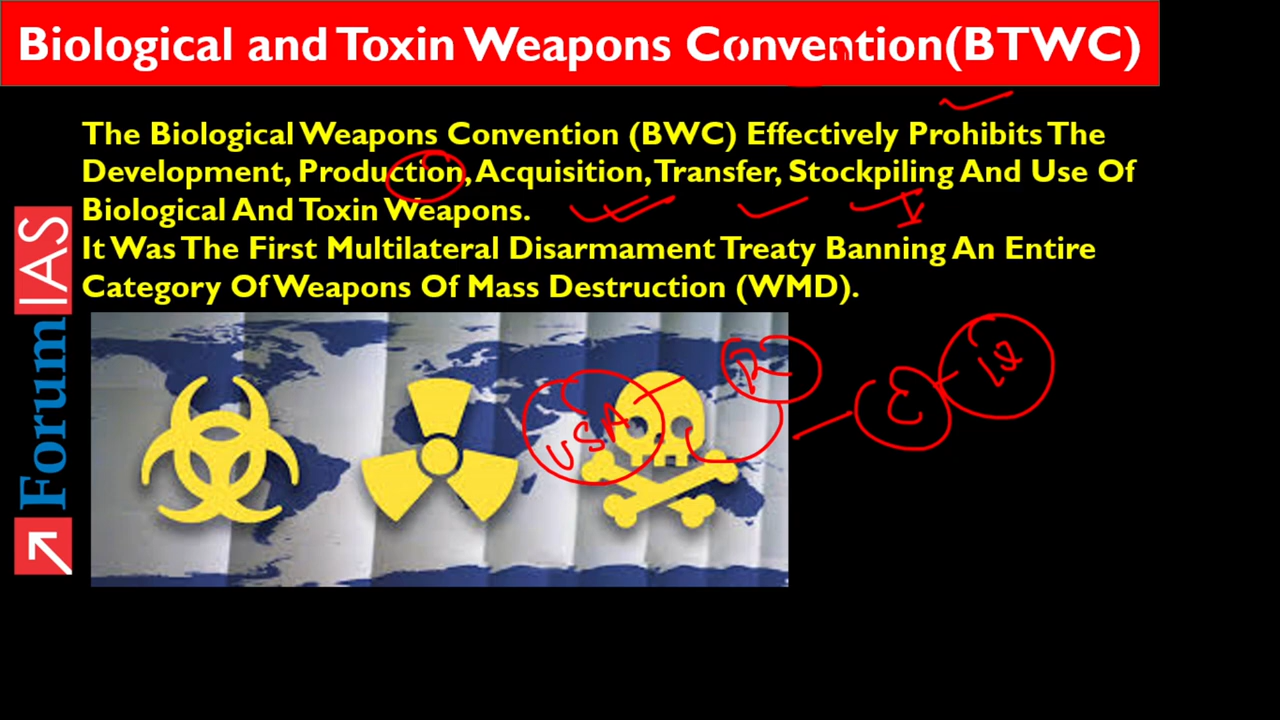 Biological and Toxin Weapons Convention(BTWC)
The Biological Weapons Convention (BWC) Effectively Prohibits The
Development, Production, Acquisition, Transfer, Stockpiling And Use Of
Biological And Toxin Weapons.
It Was The First Multilateral Disarmament Treaty Banning An Entire
Category Of Weapons Of Mass Destruction (WMD).
Forum IAS
USA
R